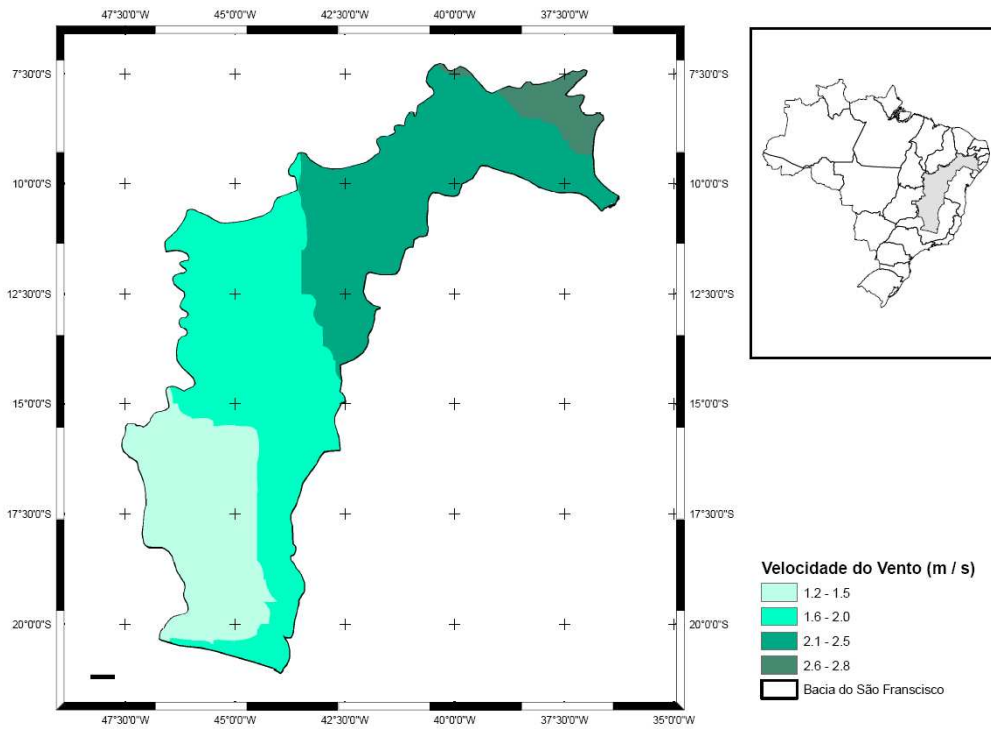 47°30'0"W 45°0'0"W 42°30'0"W 40°0'0"W 37°30'0"W
7°30'0"S 7°30'0"S
10°0'0"S 10°0'0"S
12°30'0"S 12°30'0"S
15°0'0"S 15°0'0"S
17°30'0"S 17°30'0"S
20°0'0"S 20°0'0"S
47°30'0"W 45°0'0"W 42°30'0"W 40°0'0"W 37°30'0"W 35°0'0"W
Velocidade do Vento (m / s)
1.2 - 1.5
1.6 - 2.0
2.1 - 2.5
2.6 - 2.8
Bacia do São Franscisco